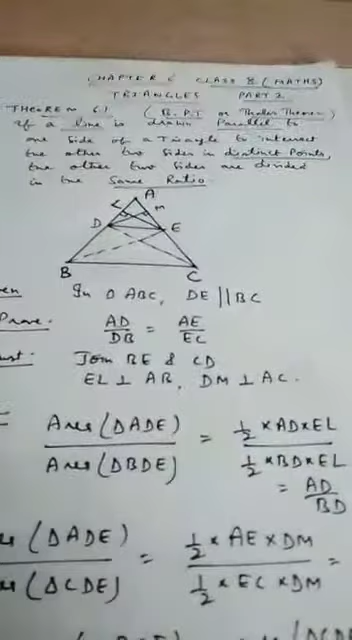 CHAPTER 6 CLASS X (MATHS)
TRIANGLES PART 2
THEOREM 6.1 (B.P.T or Thales Theorem)
If a line is drawn Parallel to
one side of a Triangle to intersect
the other two sides in distinct Points,
the other two sides are divided
in the Same Ratio.
A
L M
D E
B C
In Δ ABC, DE || BC
Prove: AD/DB = AE/EC
Join BE & CD
EL ⊥ AB, DM ⊥ AC.
Area (ΔADE) / Area (ΔBDE) = ½ × AD × EL / ½ × BD × EL
= AD/BD
(ΔADE) / (ΔCDE) = ½ × AE × DM / ½ × EC × DM =